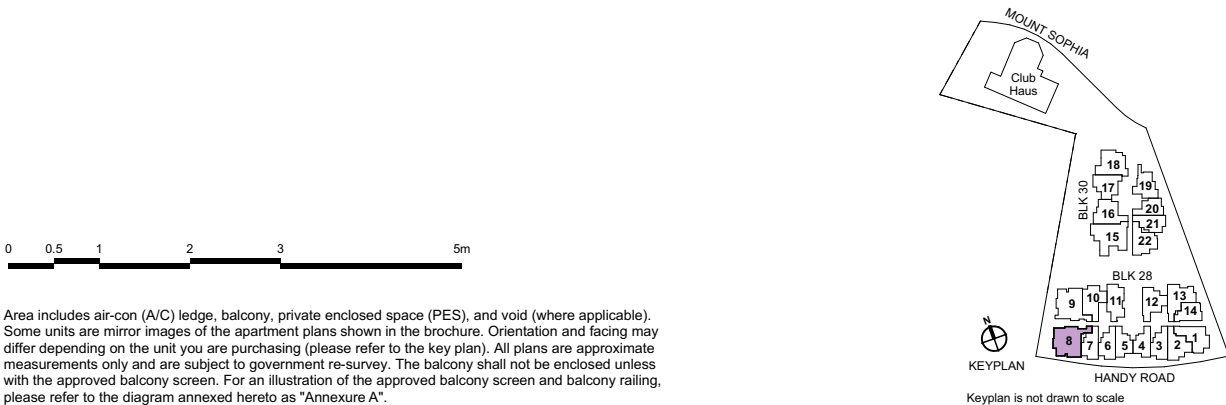 0 0.5 1 2 3 5m
Area includes air-con (A/C) ledge, balcony, private enclosed space (PES), and void (where applicable).
Some units are mirror images of the apartment plans shown in the brochure. Orientation and facing may
differ depending on the unit you are purchasing (please refer to the key plan). All plans are approximate
measurements only and are subject to government re-survey. The balcony shall not be enclosed unless
with the approved balcony screen. For an illustration of the approved balcony screen and balcony railing,
please refer to the diagram annexed hereto as "Annexure A".
MOUNT SOPHIA
Club
Haus
BLK 30
18
17
19
16
20
21
15
22
BLK 28
9
10
11
12
13
14
8
7
6
5
4
3
2
1
N
KEYPLAN
HANDY ROAD
Keyplan is not drawn to scale